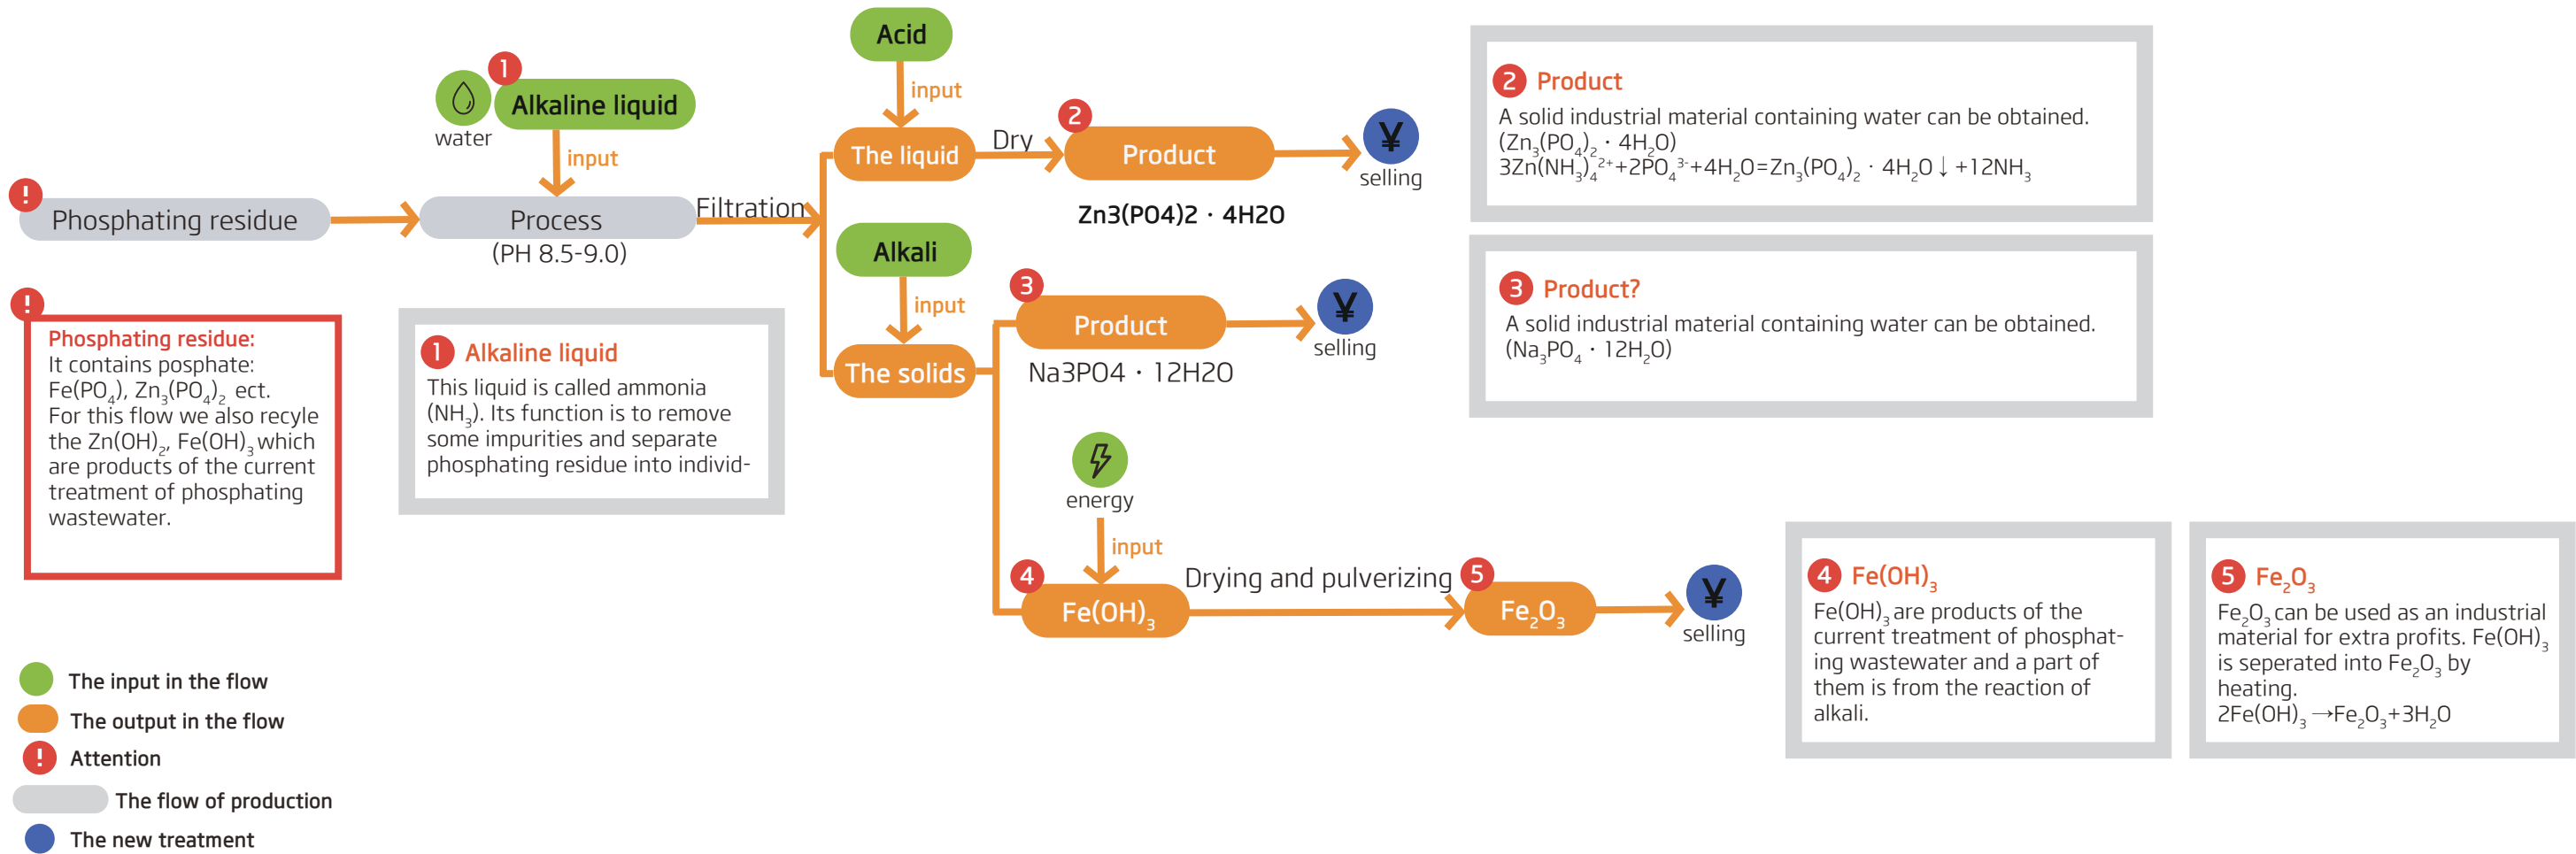 Acid
input
1
Alkaline liquid
water
input
!
Phosphating residue
Process
(PH 8.5-9.0)
Filtration
The liquid
Dry
2
Product
Zn3(PO4)2 · 4H2O
¥
selling
Alkali
input
The solids
3
Product
Na3PO4 · 12H2O
¥
selling
energy
input
4
Fe(OH)₃
Drying and pulverizing
5
Fe₂O₃
¥
selling
!
Phosphating residue:
It contains posphate:
Fe(PO₄), Zn₃(PO₄)₂ ect.
For this flow we also recyle
the Zn(OH)₂, Fe(OH)₃ which
are products of the current
treatment of phosphating
wastewater.
1 Alkaline liquid
This liquid is called ammonia
(NH₃). Its function is to remove
some impurities and separate
phosphating residue into individ-
2 Product
A solid industrial material containing water can be obtained.
(Zn₃(PO₄)₂ · 4H₂O)
3Zn(NH₃)₄²⁺+2PO₄³⁻+4H₂O=Zn₃(PO₄)₂ · 4H₂O↓+12NH₃
3 Product?
A solid industrial material containing water can be obtained.
(Na₃PO₄ · 12H₂O)
4 Fe(OH)₃
Fe(OH)₃ are products of the
current treatment of phosphat-
ing wastewater and a part of
them is from the reaction of
alkali.
5 Fe₂O₃
Fe₂O₃ can be used as an industrial
material for extra profits. Fe(OH)₃
is seperated into Fe₂O₃ by
heating.
2Fe(OH)₃ →Fe₂O₃+3H₂O
The input in the flow
The output in the flow
! Attention
The flow of production
The new treatment